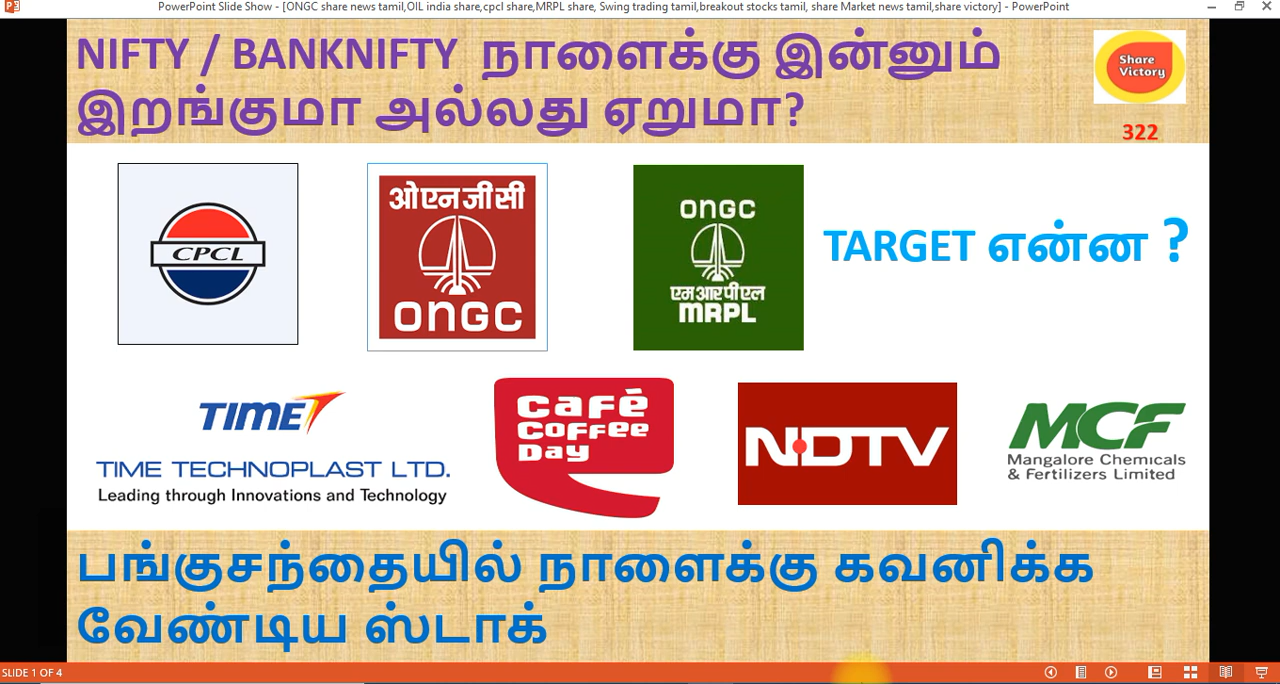 PowerPoint Slide Show - [ONGC share news tamil,OIL india share,cpcl share,MRPL share, Swing trading tamil,breakout stocks tamil, share Market news tamil,share victory] - PowerPoint
NIFTY / BANKNIFTY நாளைக்கு இன்னும்
இறங்குமா அல்லது ஏறுமா?
Share
Victory
322
CPCL
ओएनजीसी
ONGC
ONGC
एमआरपीएल
MRPL
TARGET என்ன ?
TIME
TIME TECHNOPLAST LTD.
Leading through Innovations and Technology
Café
Coffee
Day
NDTV
MCF
Mangalore Chemicals
& Fertilizers Limited
பங்குசந்தையில் நாளைக்கு கவனிக்க
வேண்டிய ஸ்டாக்
SLIDE 1 OF 4